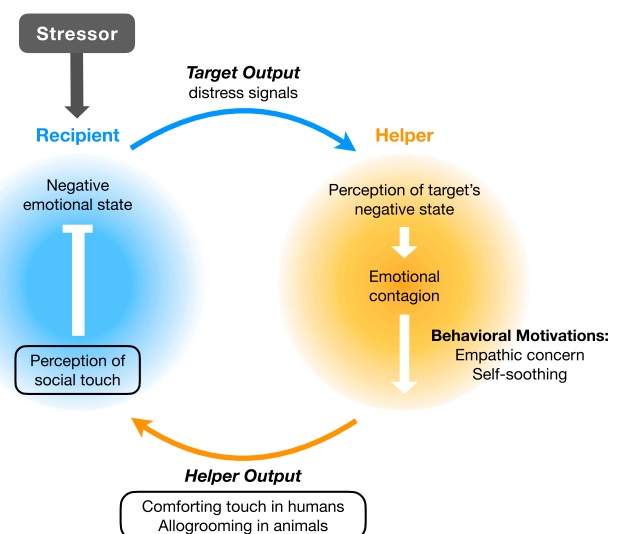 Stressor
Target Output
distress signals
Recipient
Helper
Negative
emotional state
Perception of target's
negative state
Emotional
contagion
Behavioral Motivations:
Empathic concern
Self-soothing
Perception of
social touch
Helper Output
Comforting touch in humans
Allogrooming in animals